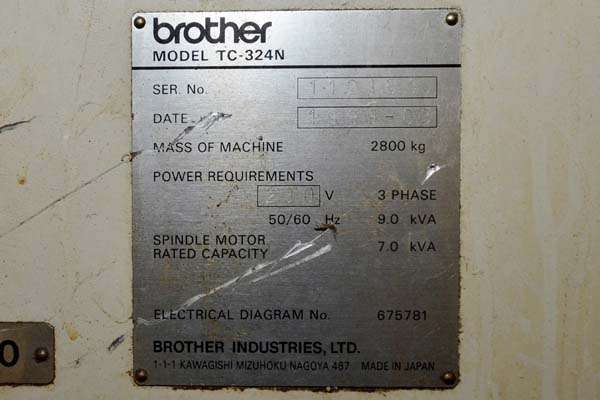 brother
MODEL TC-324N
SER. No.
DATE
MASS OF MACHINE 2800 kg
POWER REQUIREMENTS
V 3 PHASE
50/60 Hz 9.0 kVA
SPINDLE MOTOR
RATED CAPACITY 7.0 kVA
ELECTRICAL DIAGRAM No. 675781
BROTHER INDUSTRIES, LTD.
1-1-1 KAWAGISHI MIZUHOKU NAGOYA 467 MADE IN JAPAN
0